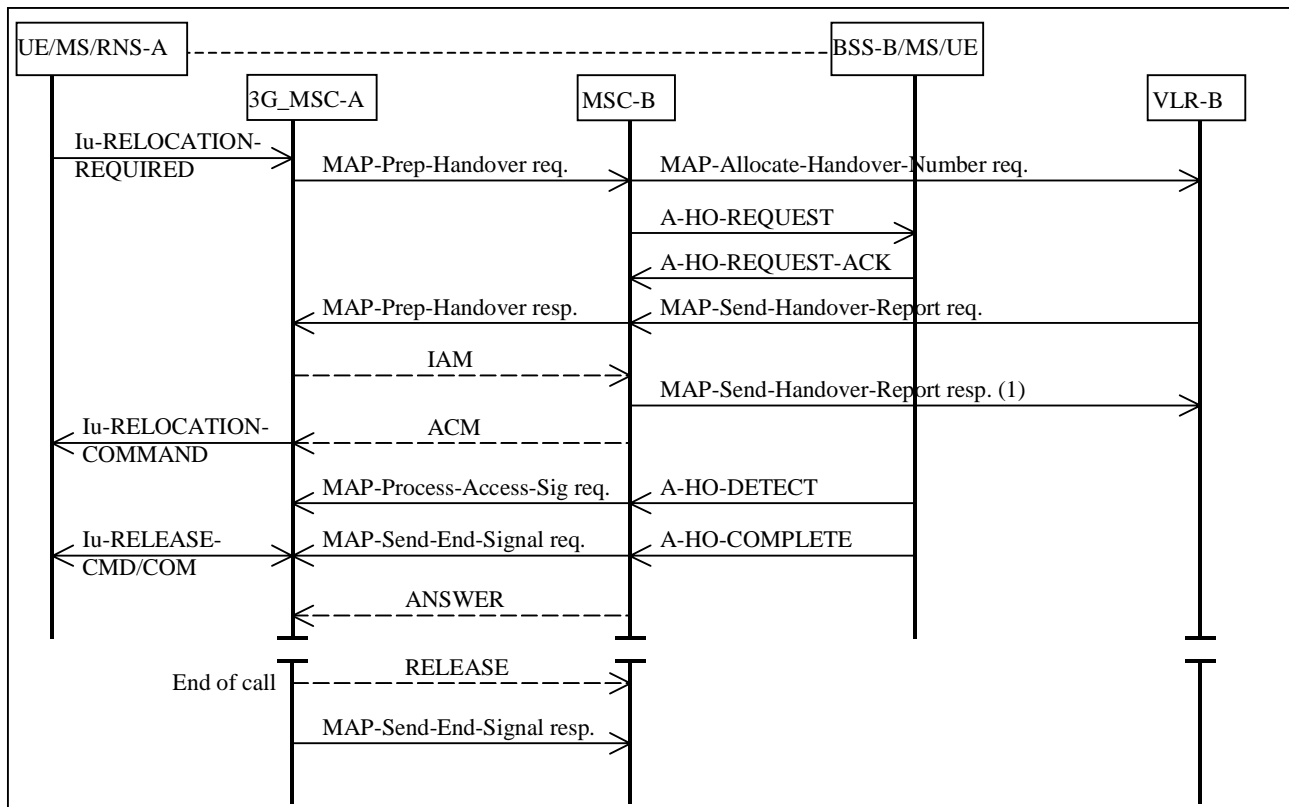 UE/MS/RNS-A
BSS-B/MS/UE
3G_MSC-A
MSC-B
VLR-B
Iu-RELOCATION-
REQUIRED
MAP-Prep-Handover req.
MAP-Allocate-Handover-Number req.
A-HO-REQUEST
A-HO-REQUEST-ACK
MAP-Prep-Handover resp.
MAP-Send-Handover-Report req.
IAM
MAP-Send-Handover-Report resp. (1)
Iu-RELOCATION-
COMMAND
ACM
MAP-Process-Access-Sig req.
A-HO-DETECT
Iu-RELEASE-
CMD/COM
MAP-Send-End-Signal req.
A-HO-COMPLETE
ANSWER
RELEASE
End of call
MAP-Send-End-Signal resp.